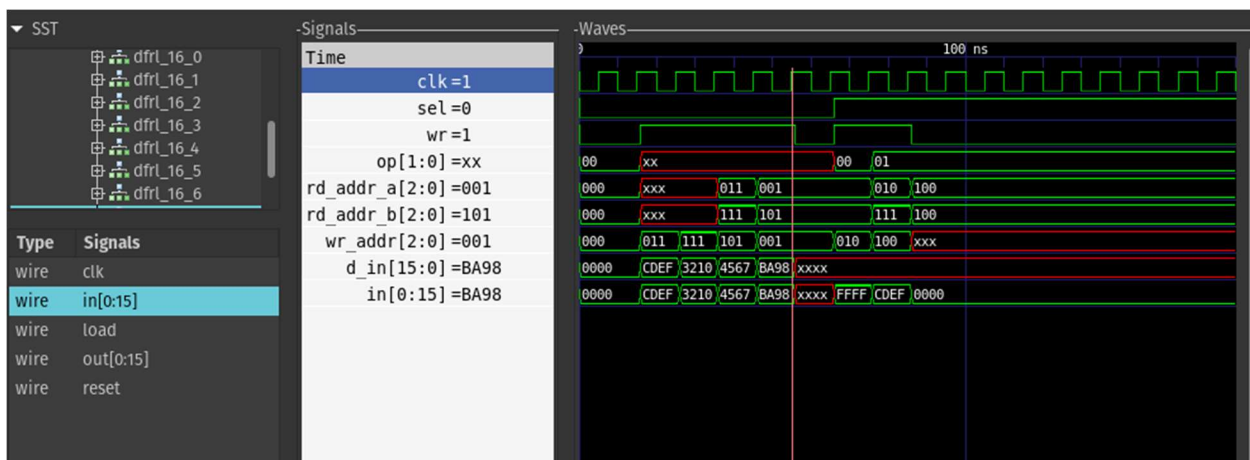 SST
dfrl_16_0
dfrl_16_1
dfrl_16_2
dfrl_16_3
dfrl_16_4
dfrl_16_5
dfrl_16_6
Type Signals
wire clk
wire in[0:15]
wire load
wire out[0:15]
wire reset
Signals
Time
clk =1
sel =0
wr =1
op[1:0] =xx
rd_addr_a[2:0] =001
rd_addr_b[2:0] =101
wr_addr[2:0] =001
d_in[15:0] =BA98
in[0:15] =BA98
Waves
0 100 ns
00 xx 00 01
000 xxx 011 001 010 100
000 xxx 111 101 111 100
000 011 111 101 001 010 100 xxx
0000 CDEF 3210 4567 BA98 xxxx
0000 CDEF 3210 4567 BA98 xxxx FFFF CDEF 0000